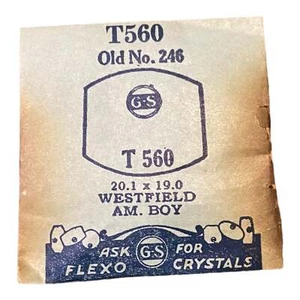 T560
Old No. 246
G-S
T 560
20.1 x 19.0
WESTFIELD
AM. BOY
ASK G-S FOR
FLEXO CRYSTALS